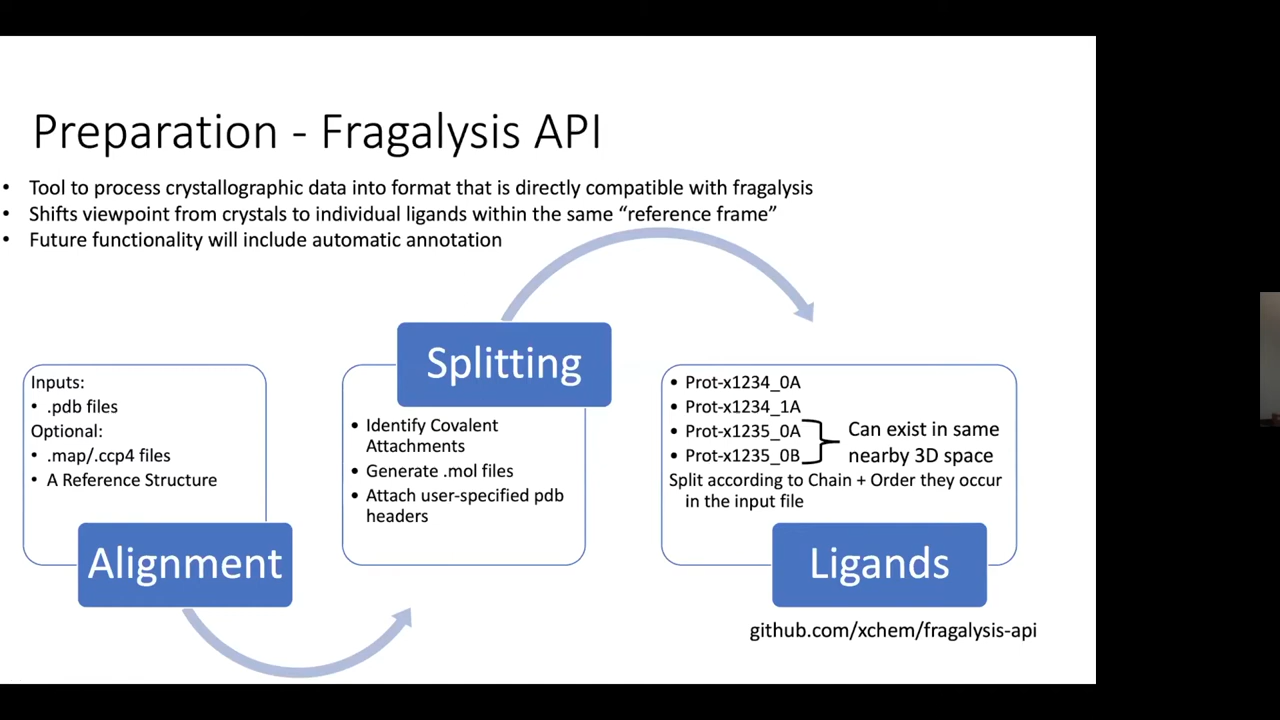 Preparation - Fragalysis API
• Tool to process crystallographic data into format that is directly compatible with fragalysis
• Shifts viewpoint from crystals to individual ligands within the same “reference frame”
• Future functionality will include automatic annotation
Inputs:
• .pdb files
Optional:
• .map/.ccp4 files
• A Reference Structure
Alignment
Splitting
• Identify Covalent
Attachments
• Generate .mol files
• Attach user-specified pdb
headers
• Prot-x1234_0A
• Prot-x1234_1A
• Prot-x1235_0A
• Prot-x1235_0B
Can exist in same
nearby 3D space
Split according to Chain + Order they occur
in the input file
Ligands
github.com/xchem/fragalysis-api